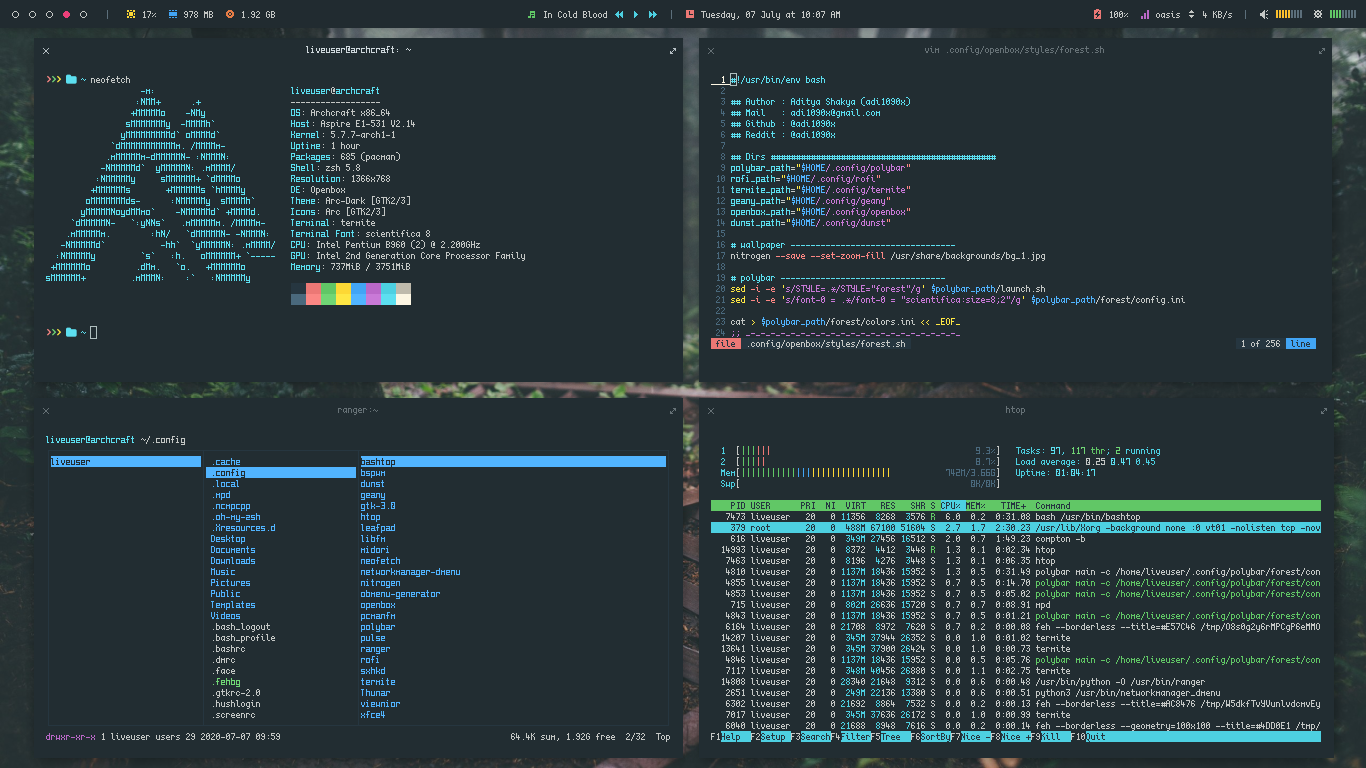 17% 978 MB 1.92 GB In Cold Blood Tuesday, 07 July at 10:07 AM 100% oasis 4 KB/s
liveuser@archcraft: ~
~ neofetch
liveuser@archcraft
------------------
OS: Archcraft x86_64
Host: Aspire E1-531 V2.14
Kernel: 5.7.7-arch1-1
Uptime: 1 hour
Packages: 685 (pacman)
Shell: zsh 5.8
Resolution: 1366x768
DE: Openbox
Theme: Arc-Dark [GTK2/3]
Icons: Arc [GTK2/3]
Terminal: termite
Terminal Font: scientifica 8
CPU: Intel Pentium B960 (2) @ 2.200GHz
GPU: Intel 2nd Generation Core Processor Family
Memory: 737MiB / 3751MiB
~
vim .config/openbox/styles/forest.sh
1 #!/usr/bin/env bash
2
3 ## Author : Aditya Shakya (adi1090x)
4 ## Mail : adi1090x@gmail.com
5 ## Github : @adi1090x
6 ## Reddit : @adi1090x
7
8 ## Dirs #############################################
9 polybar_path="$HOME/.config/polybar"
10 rofi_path="$HOME/.config/rofi"
11 termite_path="$HOME/.config/termite"
12 geany_path="$HOME/.config/geany"
13 openbox_path="$HOME/.config/openbox"
14 dunst_path="$HOME/.config/dunst"
15
16 # wallpaper ---------------------------------
17 nitrogen --save --set-zoom-fill /usr/share/backgrounds/bg_1.jpg
18
19 # polybar ---------------------------------
20 sed -i -e 's/STYLE=.*/STYLE="forest"/g' $polybar_path/launch.sh
21 sed -i -e 's/font-0 = .*/font-0 = "scientifica:size=8;2"/g' $polybar_path/forest/config.ini
22
23 cat > $polybar_path/forest/colors.ini << _EOF_
24 ;; _-_-_-_-_-_-_-_-_-_-_-_-_-_-_-_-_-_-_-_-_-_
file .config/openbox/styles/forest.sh 1 of 256 line
ranger:~
liveuser@archcraft ~/.config
liveuser .cache bashtop
.config bspwm
.local dunst
.mpd geany
.ncmpcpp gtk-3.0
.oh-my-zsh htop
.Xresources.d leafpad
Desktop libfm
Documents midori
Downloads neofetch
Music networkmanager-dmenu
Pictures nitrogen
Public obmenu-generator
Templates openbox
Videos pcmanfm
.bash_logout polybar
.bash_profile pulse
.bashrc ranger
.dmrc rofi
.face sxhkd
.fehbg termite
.gtkrc-2.0 Thunar
.hushlogin viewnior
.screenrc xfce4
drwxr-xr-x 1 liveuser users 29 2020-07-07 09:59 64.4K sum, 1.92G free 2/32 Top
htop
1 [|||||| 9.3%] Tasks: 97, 117 thr; 2 running
2 [||||| 8.7%] Load average: 0.25 0.47 0.45
Mem[|||||||||||||||||||||||||||||| 742M/3.66G] Uptime: 01:04:17
Swp[ 0K/0K]
PID USER PRI NI VIRT RES SHR S CPU% MEM% TIME+ Command
7473 liveuser 20 0 11356 8268 3576 R 6.0 0.2 0:31.08 bash /usr/bin/bashtop
379 root 20 0 488M 67100 51604 S 2.7 1.7 2:30.23 /usr/lib/Xorg -background none :0 vt01 -nolisten tcp -nov
616 liveuser 20 0 349M 27456 16512 S 2.0 0.7 1:49.23 compton -b
14993 liveuser 20 0 8372 4412 3448 R 1.3 0.1 0:02.34 htop
7463 liveuser 20 0 8196 4276 3448 S 1.3 0.1 0:06.35 htop
4810 liveuser 20 0 1137M 18436 15952 S 1.3 0.5 0:31.49 polybar main -c /home/liveuser/.config/polybar/forest/con
4855 liveuser 20 0 1137M 18436 15952 S 0.7 0.5 0:14.70 polybar main -c /home/liveuser/.config/polybar/forest/con
4853 liveuser 20 0 1137M 18436 15952 S 0.7 0.5 0:05.02 polybar main -c /home/liveuser/.config/polybar/forest/con
715 liveuser 20 0 802M 26636 15720 S 0.7 0.7 0:08.91 mpd
4843 liveuser 20 0 1137M 18436 15952 S 0.7 0.5 0:01.21 polybar main -c /home/liveuser/.config/polybar/forest/con
6164 liveuser 20 0 21708 8972 7620 S 0.7 0.2 0:00.08 feh --borderless --title=#E57C46 /tmp/O8s0g2y6rMPCgP6eMMO
14207 liveuser 20 0 345M 37944 26352 S 0.0 1.0 0:01.02 termite
13641 liveuser 20 0 345M 37900 26424 S 0.0 1.0 0:00.73 termite
4846 liveuser 20 0 1137M 18436 15952 S 0.0 0.5 0:05.76 polybar main -c /home/liveuser/.config/polybar/forest/con
7117 liveuser 20 0 348M 40456 26880 S 0.0 1.1 0:02.75 termite
14808 liveuser 20 0 28340 21648 9312 S 0.0 0.6 0:00.48 /usr/bin/python -O /usr/bin/ranger
2651 liveuser 20 0 249M 22136 13380 S 0.0 0.6 0:00.51 python3 /usr/bin/networkmanager_dmenu
6302 liveuser 20 0 21692 8864 7532 S 0.0 0.2 0:00.13 feh --borderless --title=#AC8476 /tmp/W5dkfTvYVunlvdcmvEy
7017 liveuser 20 0 345M 37636 26172 S 0.0 1.0 0:00.99 termite
6040 liveuser 20 0 21688 8948 7616 S 0.0 0.2 0:00.14 feh --borderless --geometry=100x100 --title=#4DD0E1 /tmp/
F1Help F2Setup F3SearchF4FilterF5Tree F6SortByF7Nice -F8Nice +F9Kill F10Quit